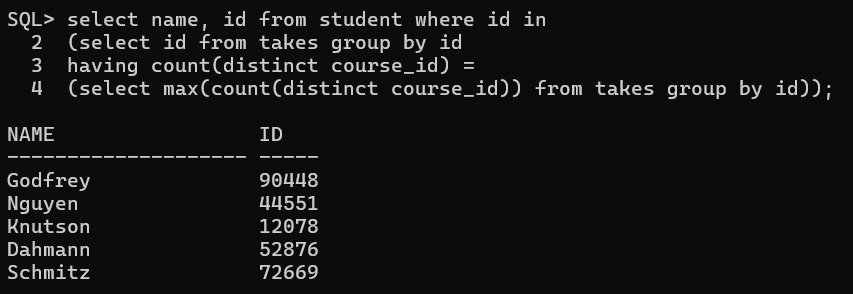 SQL> select name, id from student where id in
  2  (select id from takes group by id
  3  having count(distinct course_id) =
  4  (select max(count(distinct course_id)) from takes group by id));
NAME                 ID
-------------------- -----
Godfrey              90448
Nguyen               44551
Knutson              12078
Dahmann              52876
Schmitz              72669